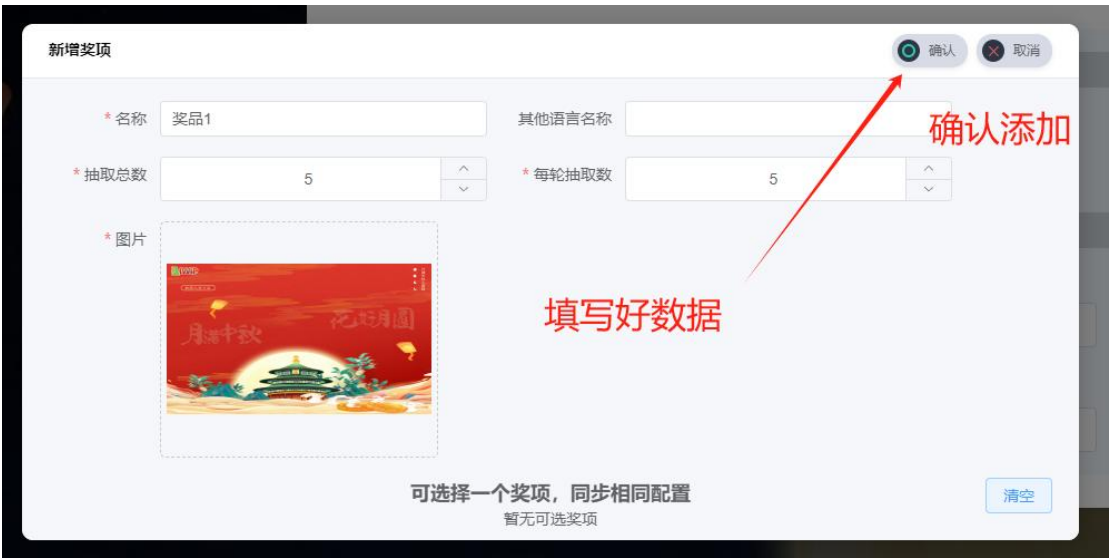 新增奖项
确认
取消
* 名称
奖品1
其他语言名称
确认添加
* 抽取总数
5
* 每轮抽取数
5
* 图片
月满中秋
花好月圆
填写好数据
可选择一个奖项，同步相同配置
暂无可选奖项
清空